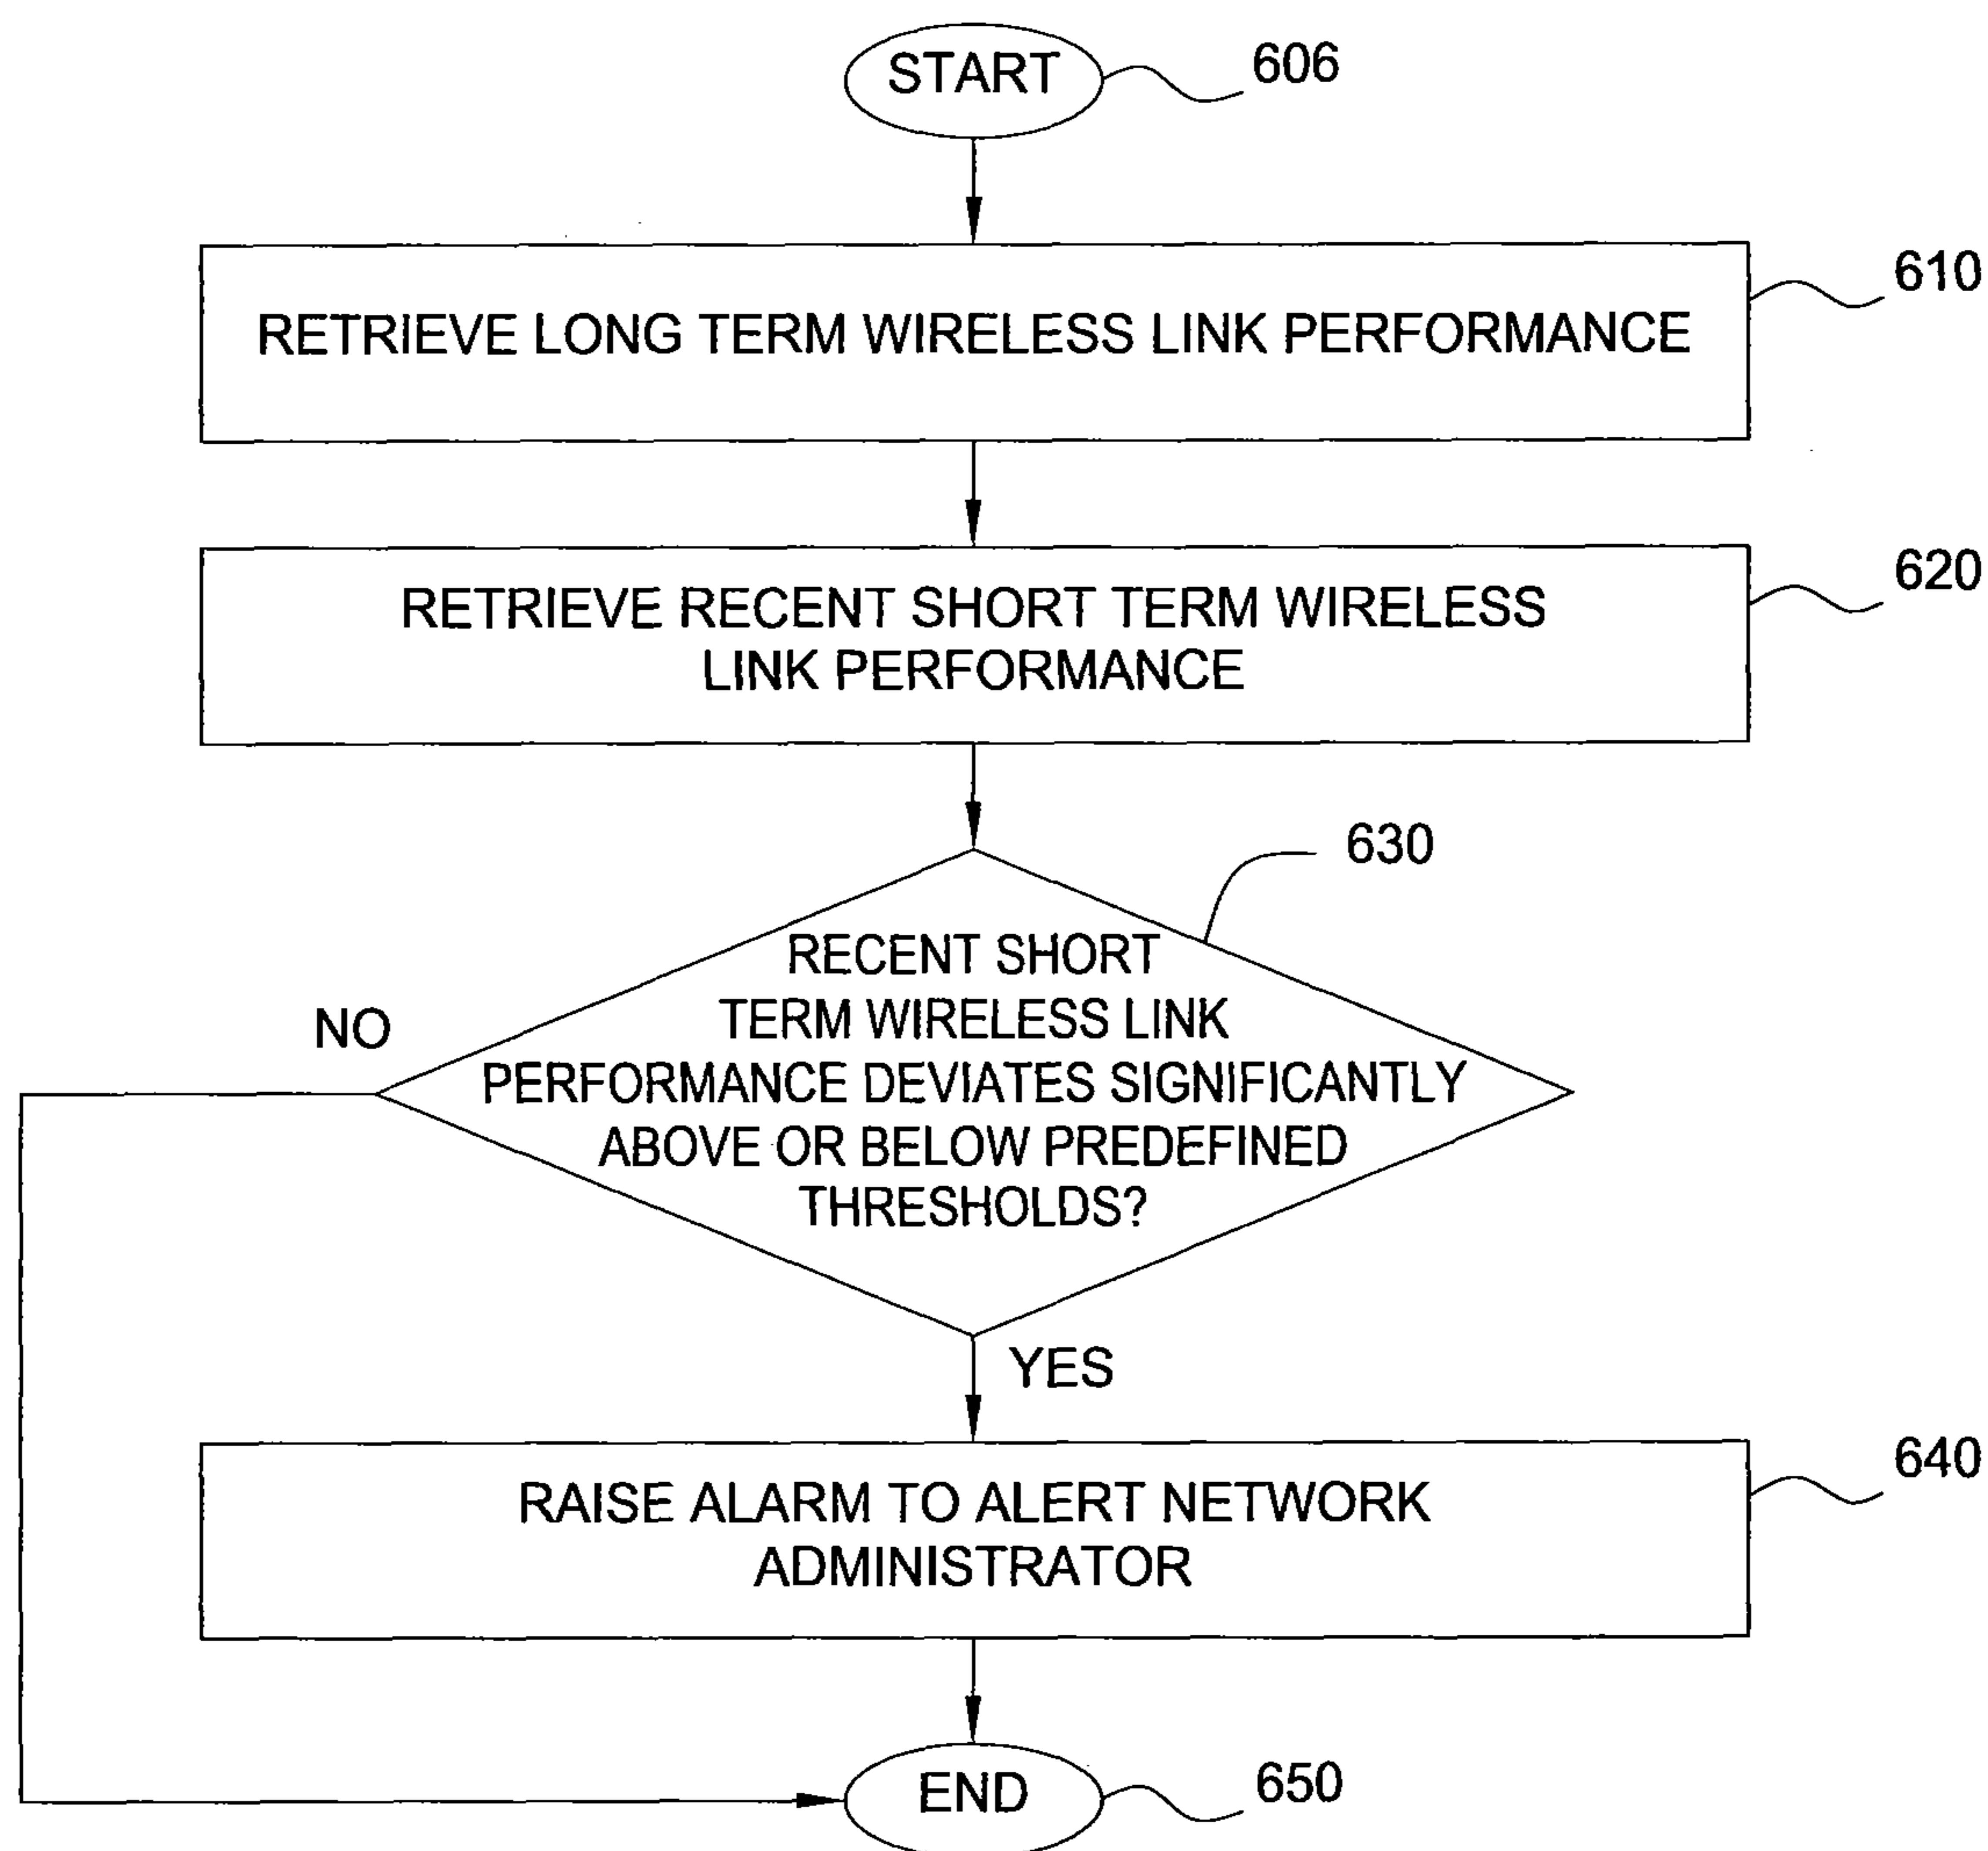 START
606
RETRIEVE LONG TERM WIRELESS LINK PERFORMANCE
610
RETRIEVE RECENT SHORT TERM WIRELESS
LINK PERFORMANCE
620
630
RECENT SHORT
TERM WIRELESS LINK
PERFORMANCE DEVIATES SIGNIFICANTLY
ABOVE OR BELOW PREDEFINED
THRESHOLDS?
NO
YES
RAISE ALARM TO ALERT NETWORK
ADMINISTRATOR
640
END
650